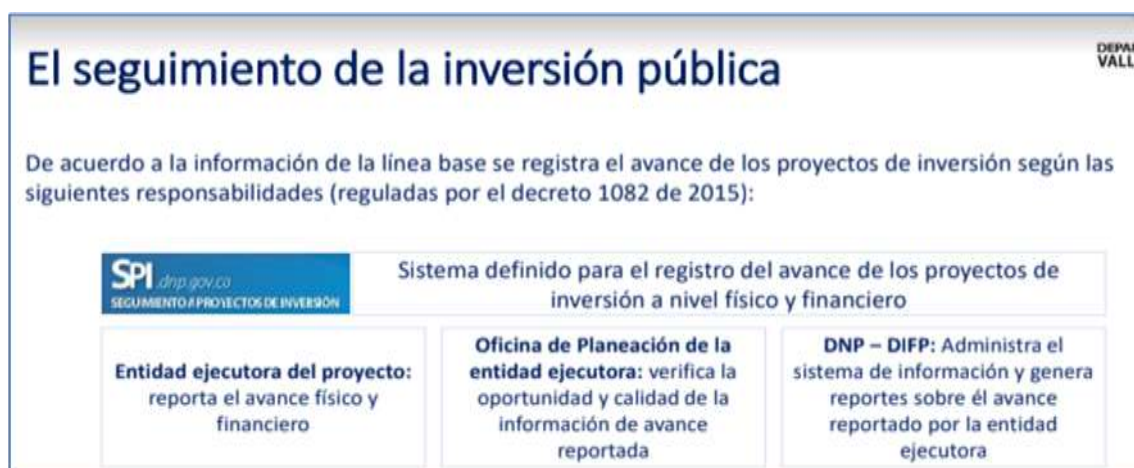 El seguimiento de la inversión pública
De acuerdo a la información de la línea base se registra el avance de los proyectos de inversión según las
siguientes responsabilidades (reguladas por el decreto 1082 de 2015):
SPI.dnp.gov.co
SEGUIMIENTO A PROYECTOS DE INVERSIÓN
Sistema definido para el registro del avance de los proyectos de
inversión a nivel físico y financiero
Entidad ejecutora del proyecto:
reporta el avance físico y
financiero
Oficina de Planeación de la
entidad ejecutora: verifica la
oportunidad y calidad de la
información de avance
reportada
DNP – DIFP: Administra el
sistema de información y genera
reportes sobre él avance
reportado por la entidad
ejecutora